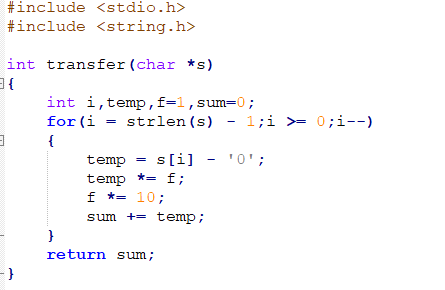 #include <stdio.h>
#include <string.h>

int transfer(char *s)
{
    int i,temp,f=1,sum=0;
    for(i = strlen(s) - 1;i >= 0;i--)
    {
        temp = s[i] - '0';
        temp *= f;
        f *= 10;
        sum += temp;
    }
    return sum;
}